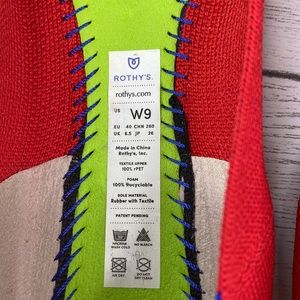 ROTHY'S.
rothys.com
US W9
EU 40 CHN 260
UK 6.5 JP 26
Made in China
Rothy's, Inc.
TEXTILE UPPER
100% rPET
FOAM
100% Recyclable
SOLE MATERIAL
Rubber with Textile
PATENT PENDING
MACHINE WASH COLD
NO BLEACH
AIR DRY
DO NOT DRY CLEAN